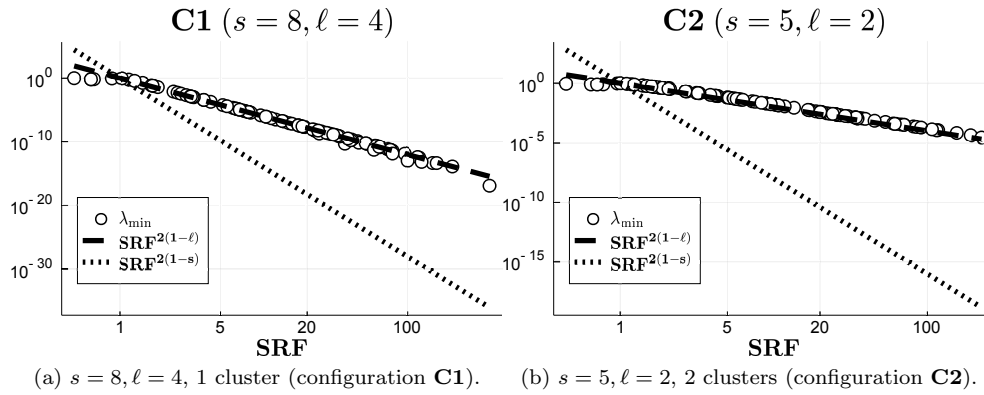 C1 (s = 8, ℓ = 4)
10^0
10^-10
10^-20
10^-30
λ_min
SRF^2(1-ℓ)
SRF^2(1-s)
1 5 20 100
SRF
(a) s = 8, ℓ = 4, 1 cluster (configuration C1).
C2 (s = 5, ℓ = 2)
10^0
10^-5
10^-10
10^-15
λ_min
SRF^2(1-ℓ)
SRF^2(1-s)
1 5 20 100
SRF
(b) s = 5, ℓ = 2, 2 clusters (configuration C2).